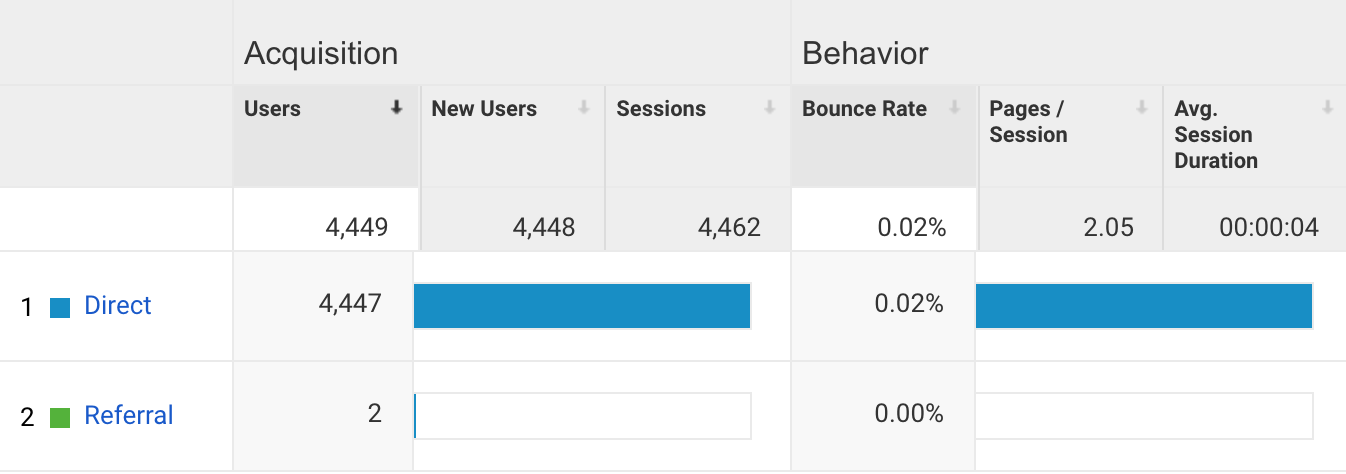 Acquisition Behavior
Users New Users Sessions Bounce Rate Pages / Session Avg. Session Duration
4,449 4,448 4,462 0.02% 2.05 00:00:04
1 Direct 4,447 0.02%
2 Referral 2 0.00%